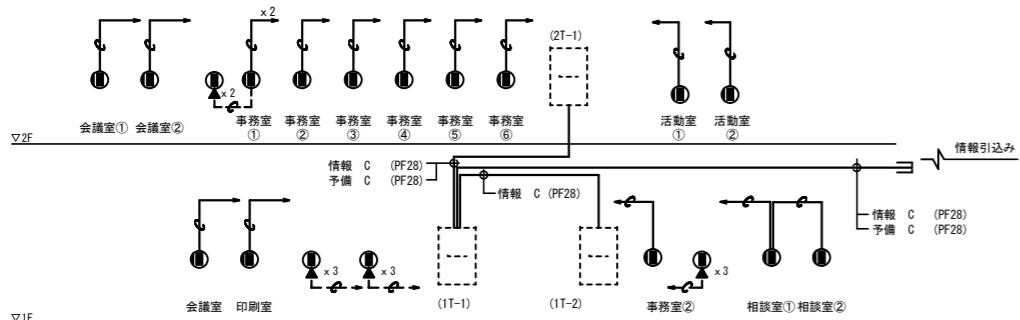 x 2
(2T-1)
x 2
会議室① 会議室②
事務室
①
事務室
②
事務室
③
事務室
④
事務室
⑤
事務室
⑥
活動室
①
活動室
②
▽2F
情報引込み
情報 C (PF28)
予備 C (PF28)
情報 C (PF28)
情報 C (PF28)
予備 C (PF28)
x 3
x 3
x 3
会議室 印刷室
(1T-1)
(1T-2)
事務室②
相談室① 相談室②
▽1F